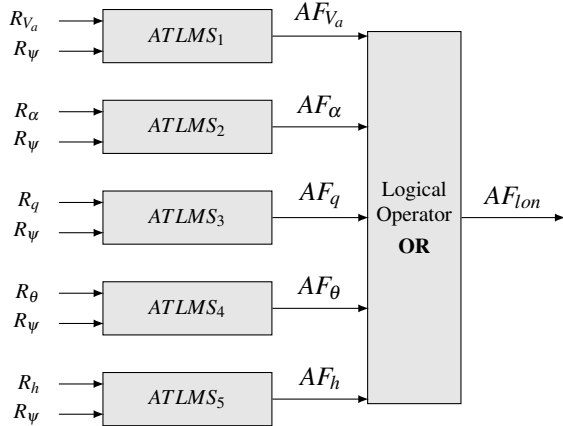 R_{V_a}
R_ψ
ATLMS_1
AF_{V_a}
R_α
R_ψ
ATLMS_2
AF_α
R_q
R_ψ
ATLMS_3
AF_q
Logical
Operator
OR
AF_{lon}
R_θ
R_ψ
ATLMS_4
AF_θ
R_h
R_ψ
ATLMS_5
AF_h